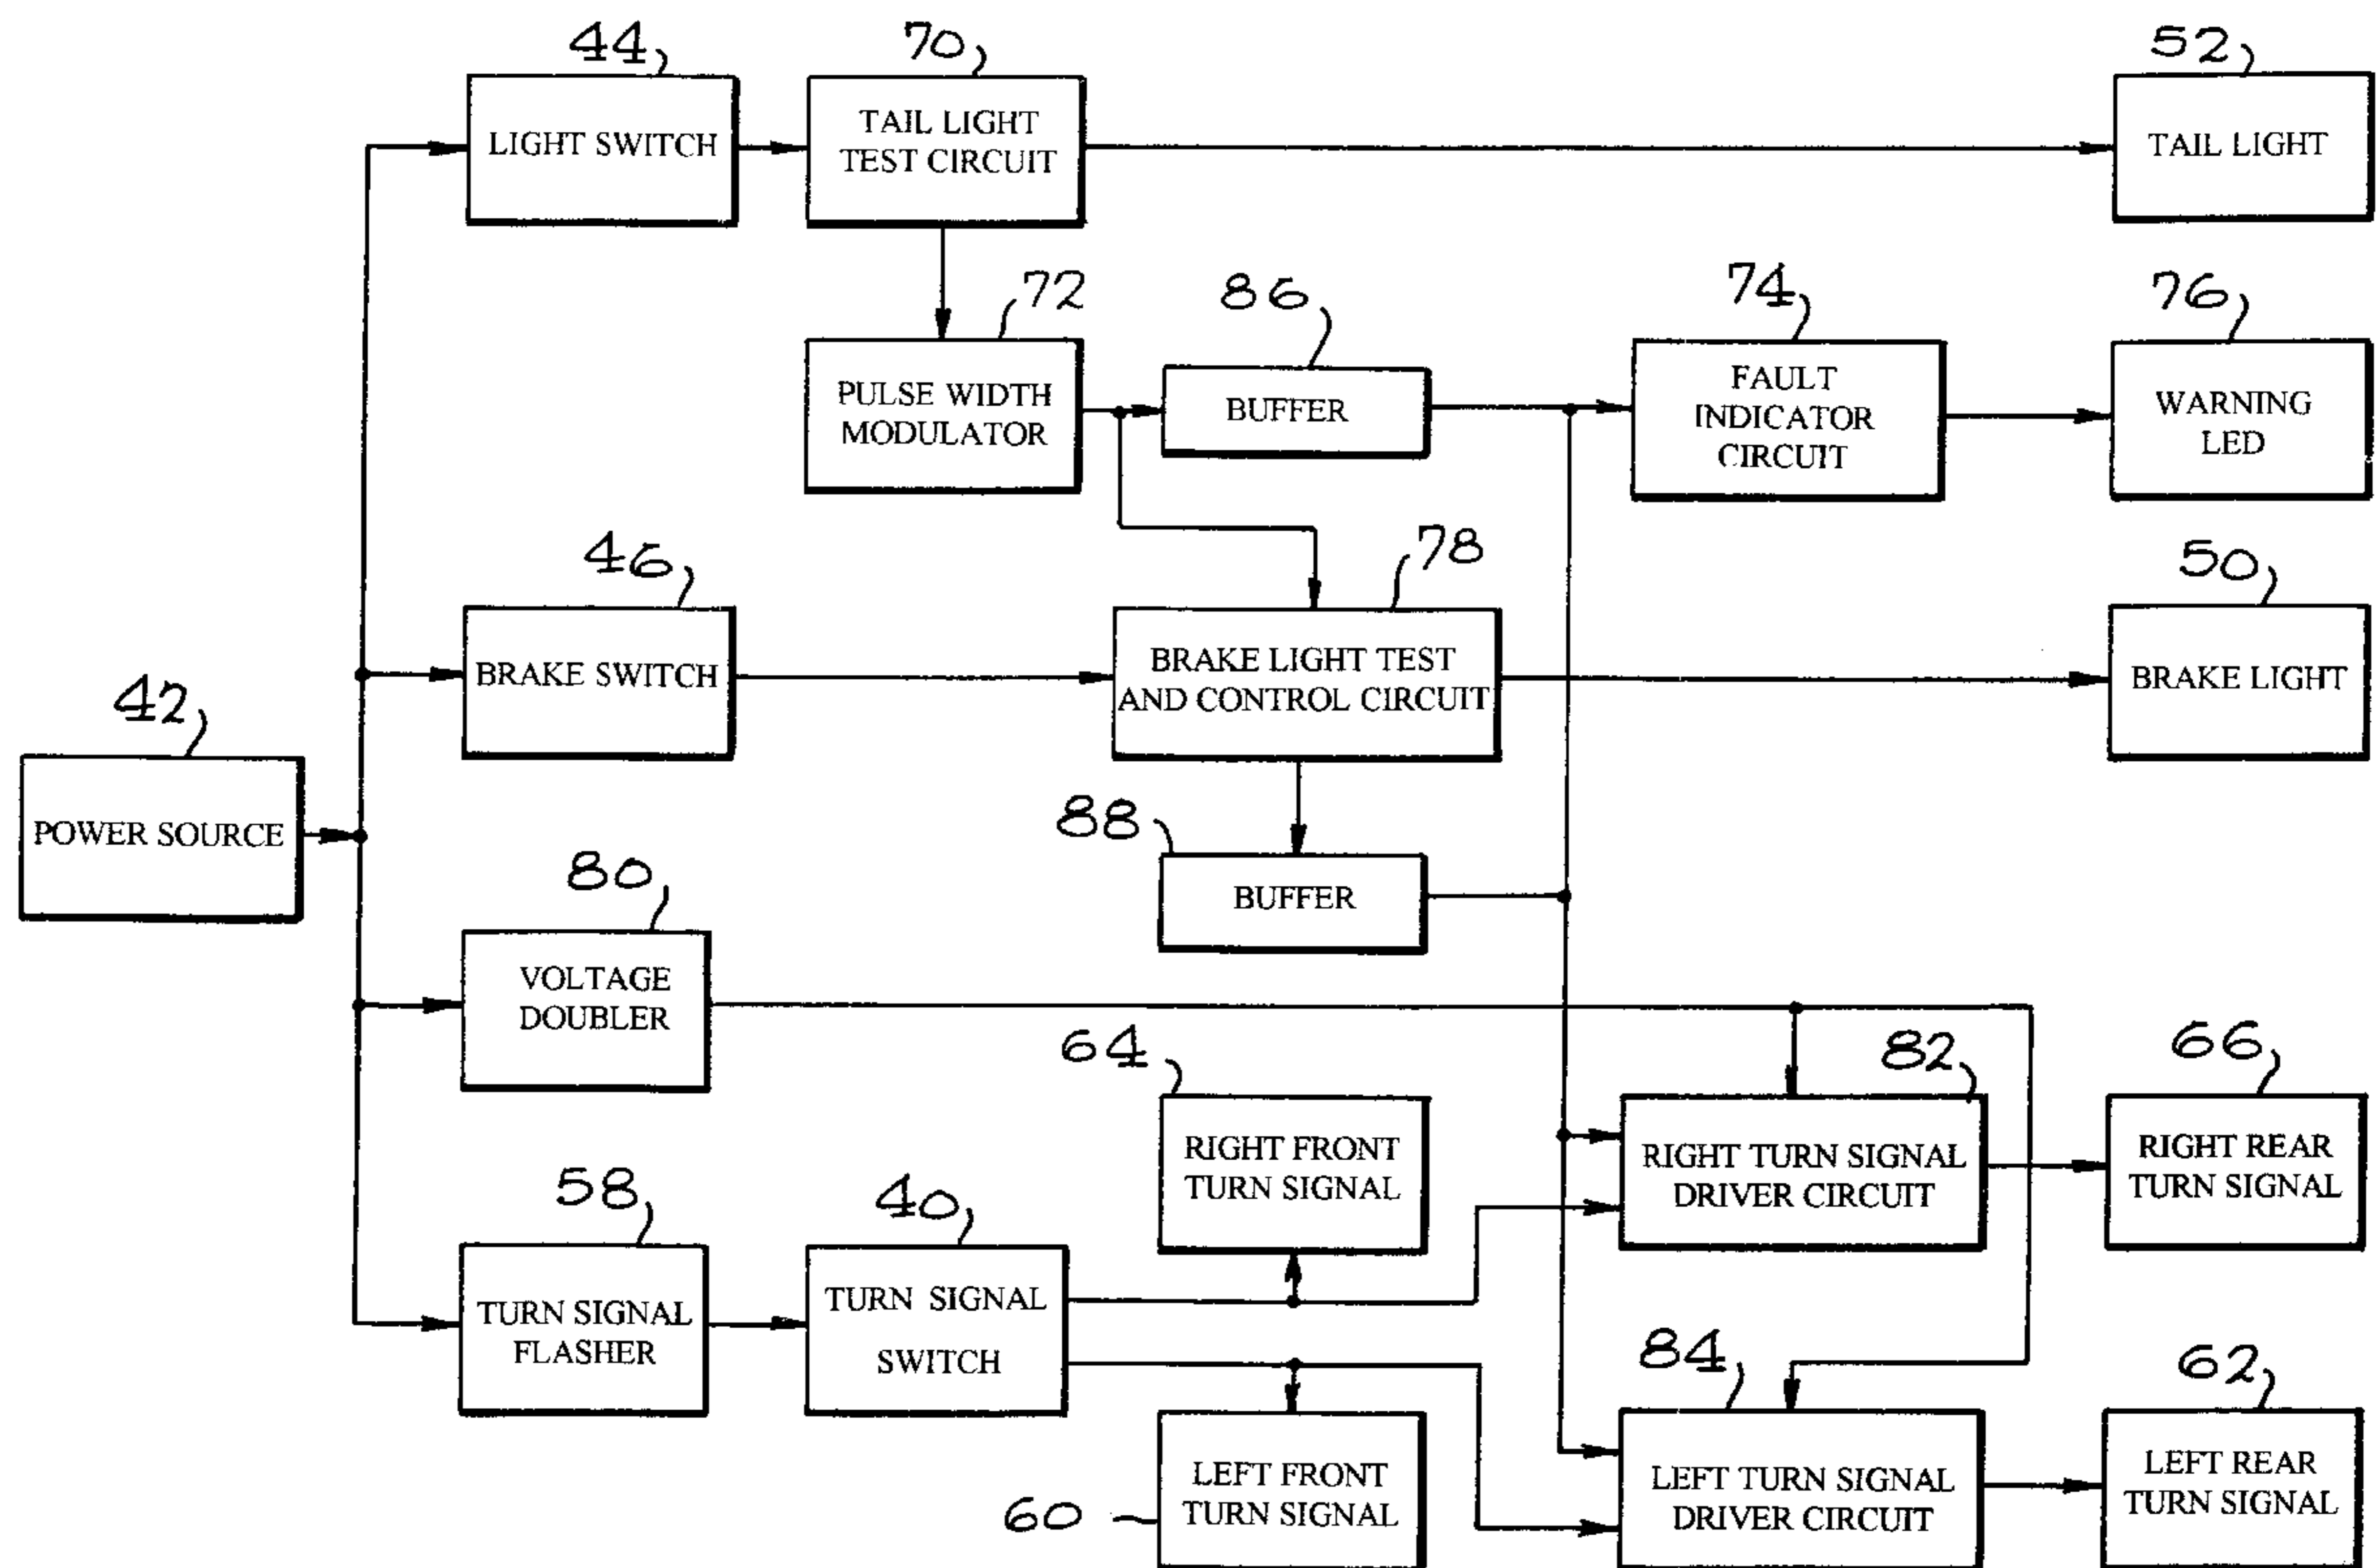 44
70
52
LIGHT SWITCH
TAIL LIGHT
TEST CIRCUIT
TAIL LIGHT
72
86
74
76
PULSE WIDTH
MODULATOR
BUFFER
FAULT
INDICATOR
CIRCUIT
WARNING
LED
46
78
50
BRAKE SWITCH
BRAKE LIGHT TEST
AND CONTROL CIRCUIT
BRAKE LIGHT
42
POWER SOURCE
88
BUFFER
80
VOLTAGE
DOUBLER
64
82
66
RIGHT FRONT
TURN SIGNAL
RIGHT TURN SIGNAL
DRIVER CIRCUIT
RIGHT REAR
TURN SIGNAL
58
40
TURN SIGNAL
FLASHER
TURN SIGNAL
SWITCH
84
62
60
LEFT FRONT
TURN SIGNAL
LEFT TURN SIGNAL
DRIVER CIRCUIT
LEFT REAR
TURN SIGNAL